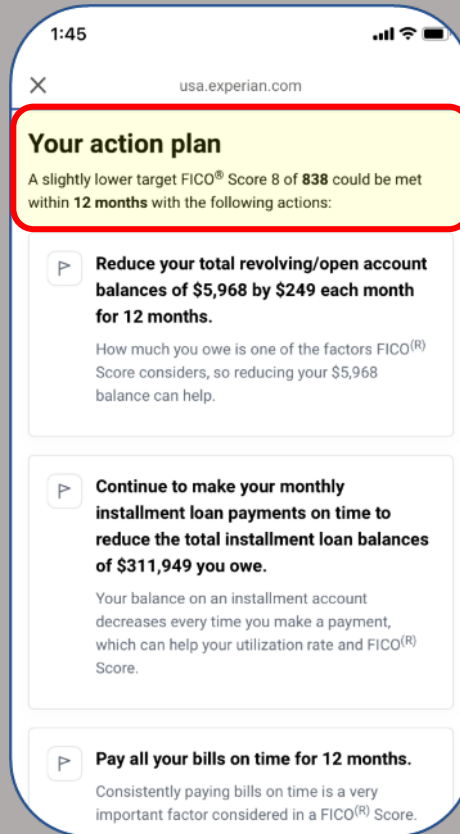 1:45
usa.experian.com
Your action plan
A slightly lower target FICO® Score 8 of 838 could be met
within 12 months with the following actions:
Reduce your total revolving/open account
balances of $5,968 by $249 each month
for 12 months.
How much you owe is one of the factors FICO(R)
Score considers, so reducing your $5,968
balance can help.
Continue to make your monthly
installment loan payments on time to
reduce the total installment loan balances
of $311,949 you owe.
Your balance on an installment account
decreases every time you make a payment,
which can help your utilization rate and FICO(R)
Score.
Pay all your bills on time for 12 months.
Consistently paying bills on time is a very
important factor considered in a FICO(R) Score.